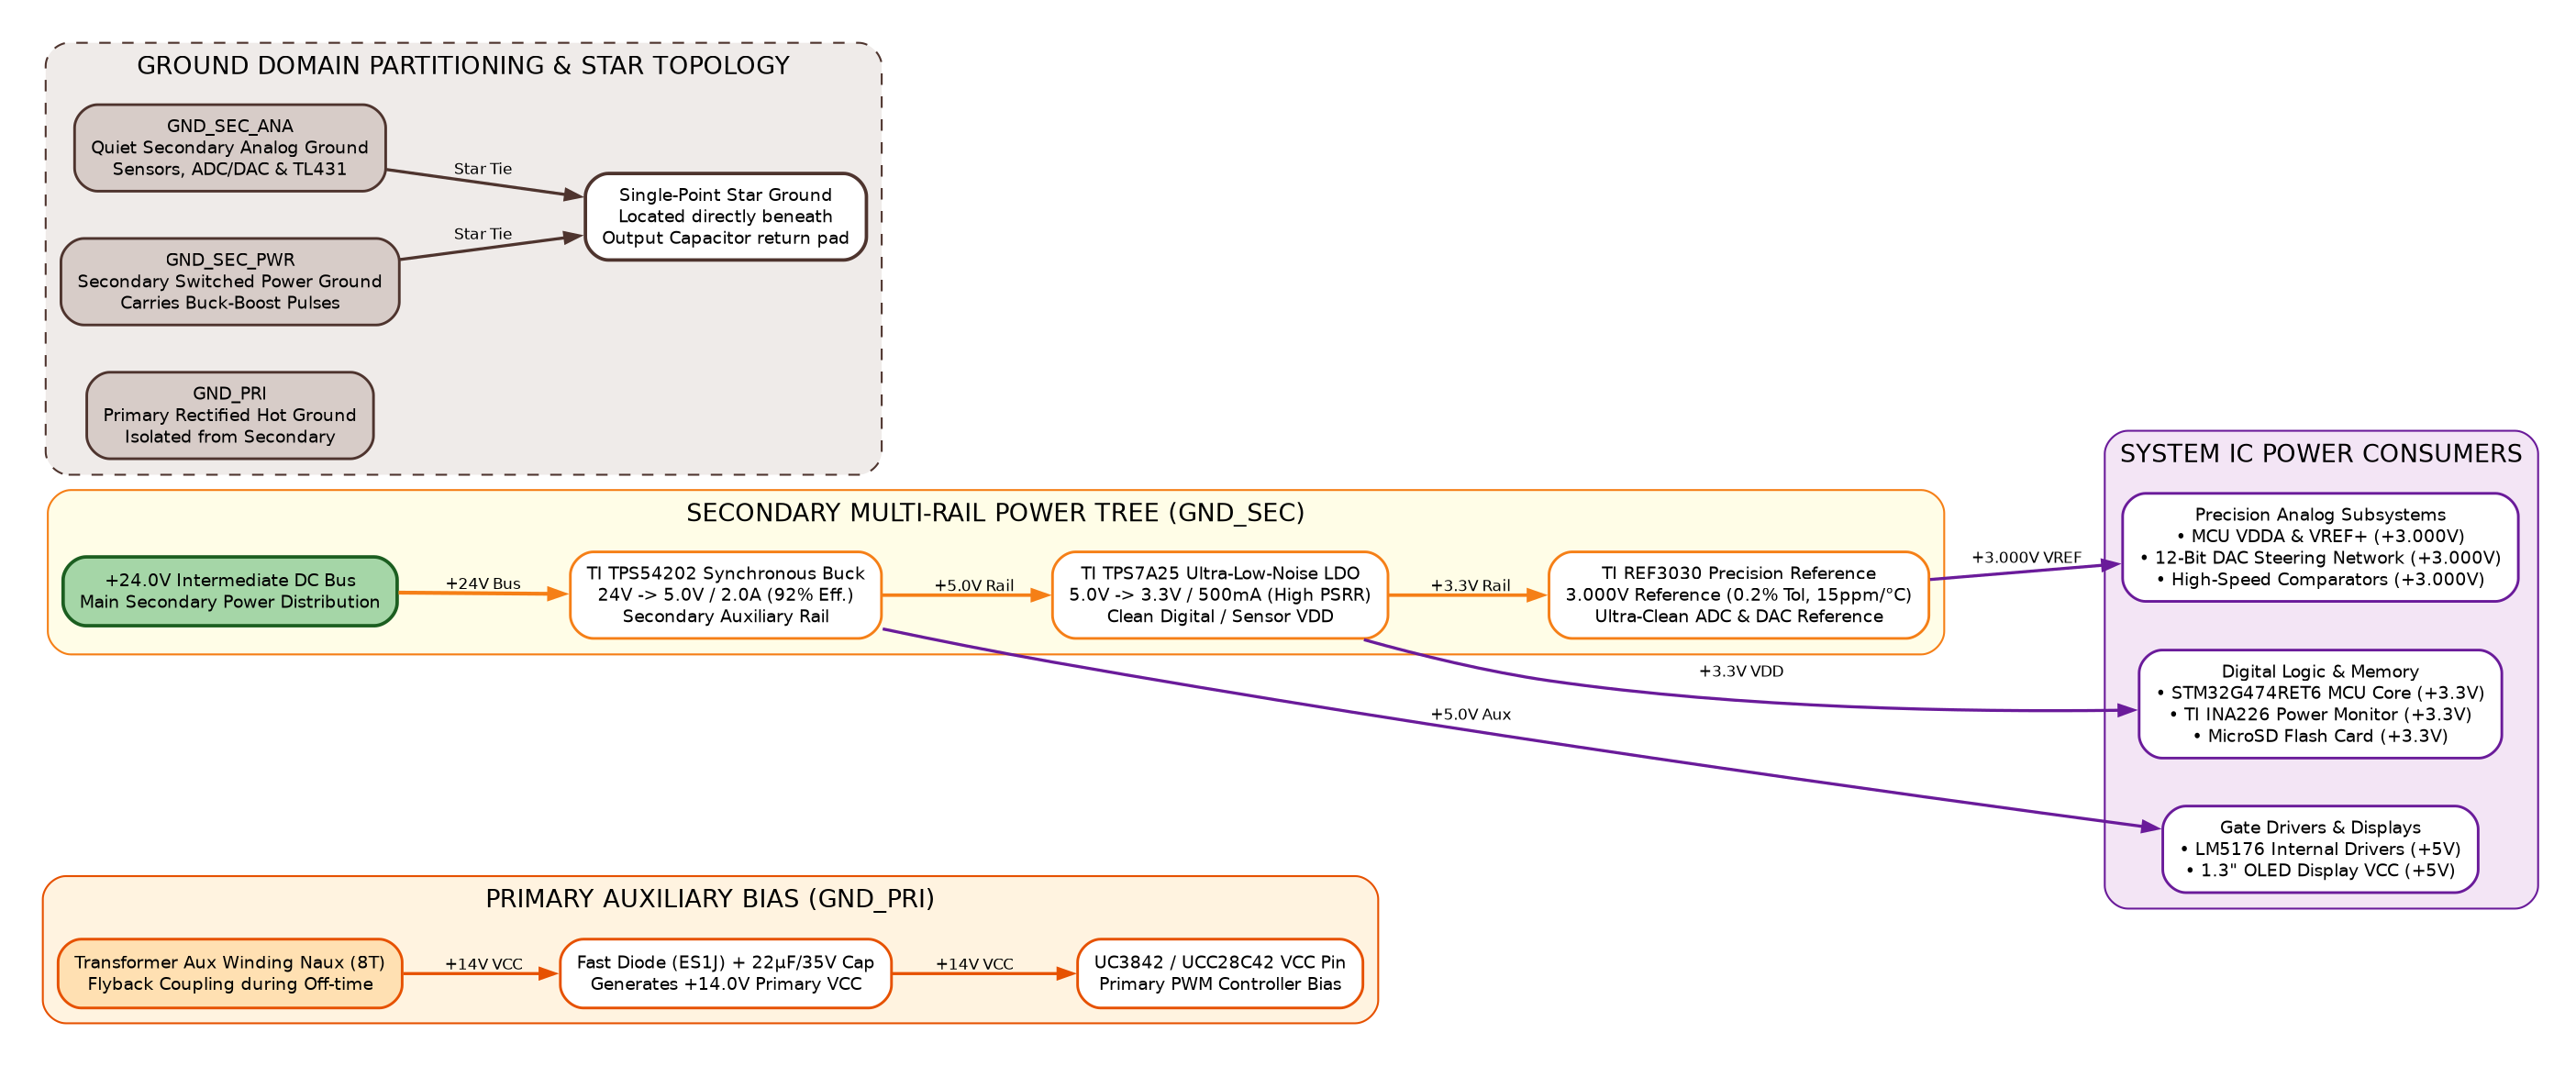 GROUND DOMAIN PARTITIONING & STAR TOPOLOGY
GND_SEC_ANA
Quiet Secondary Analog Ground
Sensors, ADC/DAC & TL431
Star Tie
Single-Point Star Ground
Located directly beneath
Output Capacitor return pad
GND_SEC_PWR
Secondary Switched Power Ground
Carries Buck-Boost Pulses
Star Tie
GND_PRI
Primary Rectified Hot Ground
Isolated from Secondary
SECONDARY MULTI-RAIL POWER TREE (GND_SEC)
+24.0V Intermediate DC Bus
Main Secondary Power Distribution
+24V Bus
TI TPS54202 Synchronous Buck
24V -> 5.0V / 2.0A (92% Eff.)
Secondary Auxiliary Rail
+5.0V Rail
TI TPS7A25 Ultra-Low-Noise LDO
5.0V -> 3.3V / 500mA (High PSRR)
Clean Digital / Sensor VDD
+3.3V Rail
TI REF3030 Precision Reference
3.000V Reference (0.2% Tol, 15ppm/°C)
Ultra-Clean ADC & DAC Reference
+3.000V VREF
+3.3V VDD
+5.0V Aux
SYSTEM IC POWER CONSUMERS
Precision Analog Subsystems
• MCU VDDA & VREF+ (+3.000V)
• 12-Bit DAC Steering Network (+3.000V)
• High-Speed Comparators (+3.000V)
Digital Logic & Memory
• STM32G474RET6 MCU Core (+3.3V)
• TI INA226 Power Monitor (+3.3V)
• MicroSD Flash Card (+3.3V)
Gate Drivers & Displays
• LM5176 Internal Drivers (+5V)
• 1.3" OLED Display VCC (+5V)
PRIMARY AUXILIARY BIAS (GND_PRI)
Transformer Aux Winding Naux (8T)
Flyback Coupling during Off-time
+14V VCC
Fast Diode (ES1J) + 22µF/35V Cap
Generates +14.0V Primary VCC
+14V VCC
UC3842 / UCC28C42 VCC Pin
Primary PWM Controller Bias